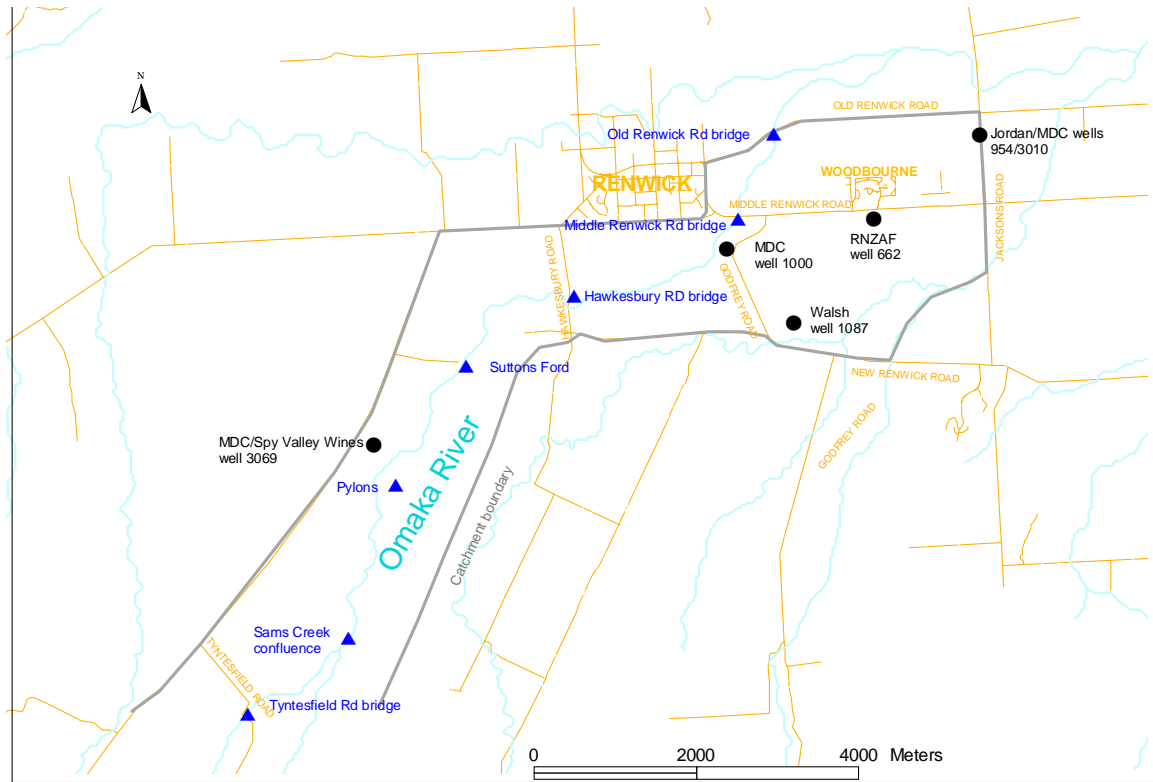 N
OLD RENWICK ROAD
Old Renwick Rd bridge
Jordan/MDC wells
954/3010
WOODBOURNE
RENWICK
MIDDLE RENWICK ROAD
JACKSONS ROAD
Middle Renwick Rd bridge
RNZAF
well 662
MDC
well 1000
HAWKESBURY ROAD
GODFREY ROAD
Hawkesbury RD bridge
Walsh
well 1087
Suttons Ford
NEW RENWICK ROAD
GODFREY ROAD
MDC/Spy Valley Wines
well 3069
Pylons
Omaka River
Catchment boundary
Sams Creek
confluence
TYNTESFIELD ROAD
Tyntesfield Rd bridge
0 2000 4000 Meters